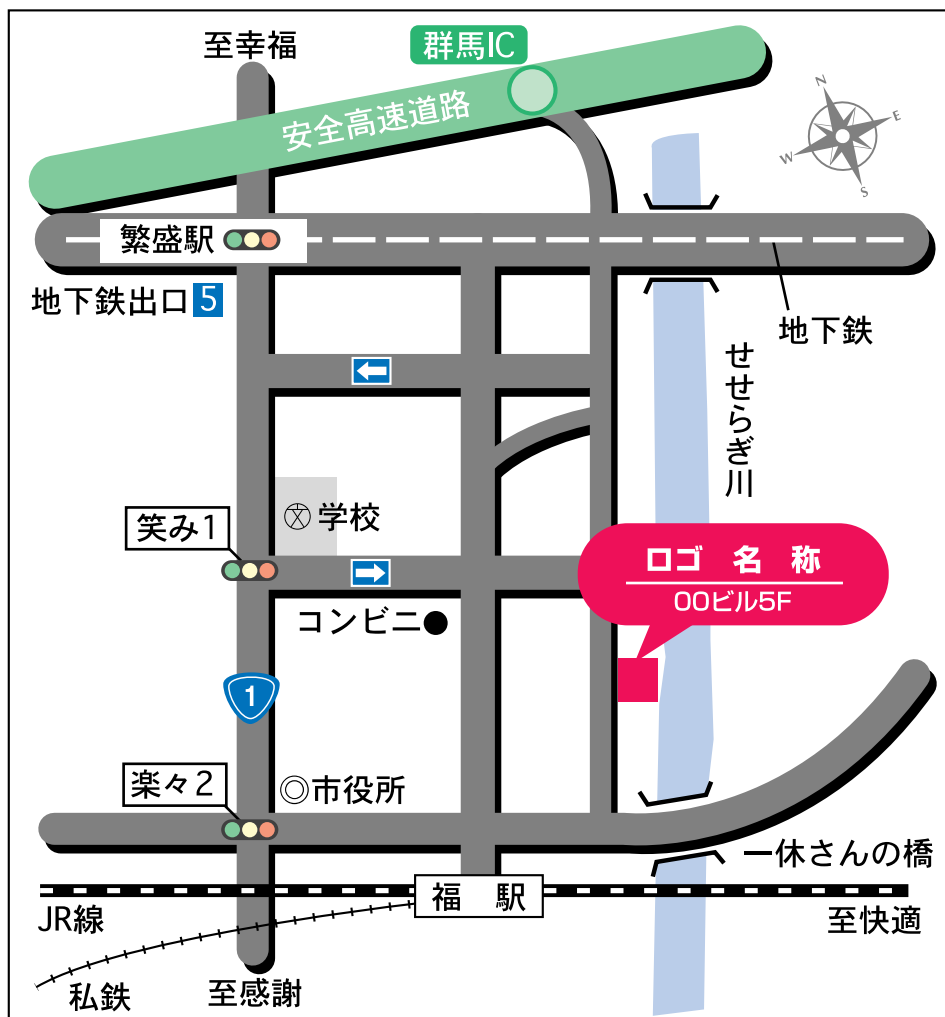 至幸福
群馬IC
安全高速道路
N
E
W
S
繁盛駅
地下鉄出口5
地下鉄
せせらぎ川
文学校
笑み1
ロゴ 名 称
00ビル5F
コンビニ
1
楽々2
市役所
一休さんの橋
福 駅
JR線
至快適
私鉄
至感謝